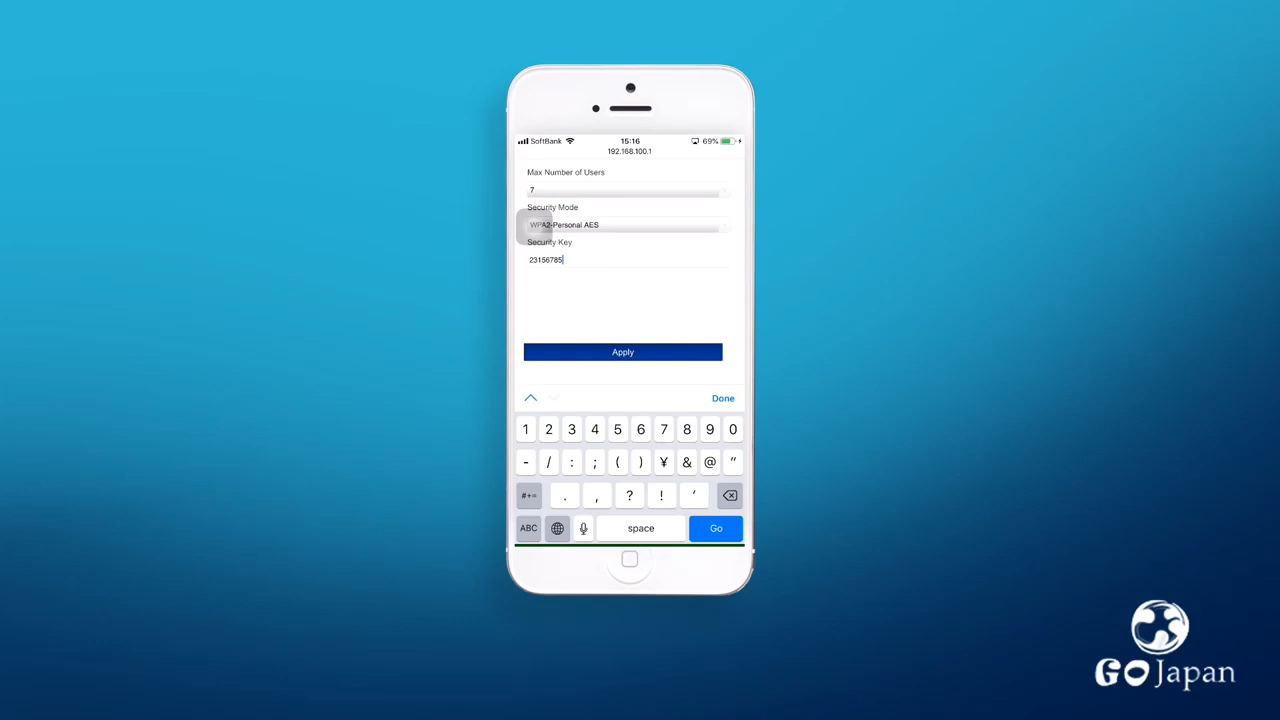 SoftBank 15:16 69%
192.168.100.1
Max Number of Users
7
Security Mode
WPA2-Personal AES
Security Key
23156785
Apply
Done
1 2 3 4 5 6 7 8 9 0
- / : ; ( ) ¥ & @ "
#+= . , ? ! '
ABC space Go
GO Japan